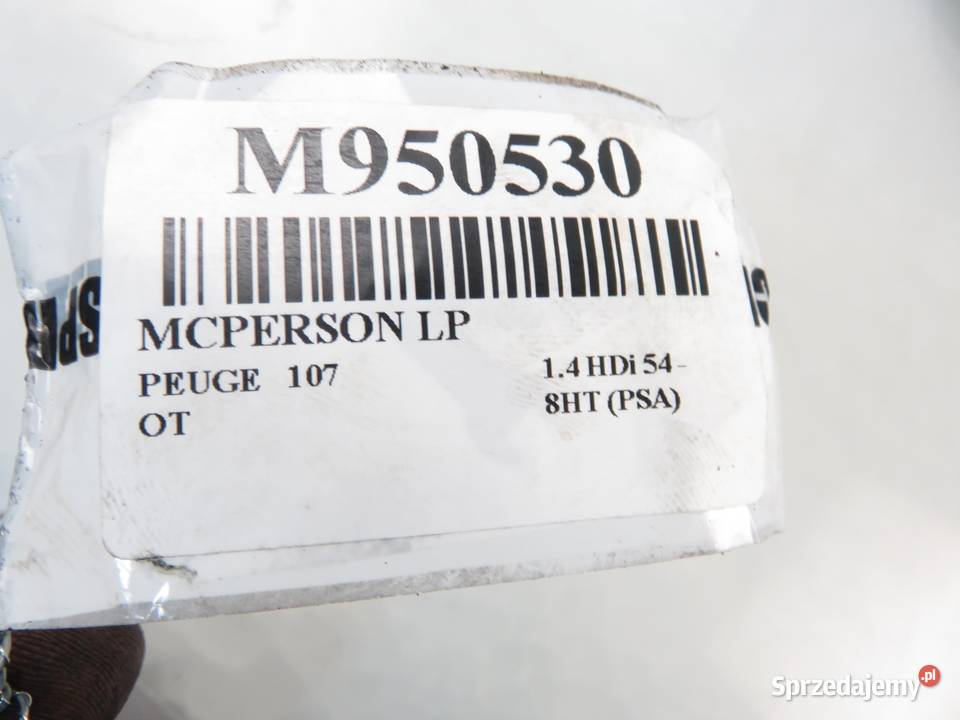 M950530
MCPERSON LP
PEUGE 107
OT
1.4 HDi 54 -
8HT (PSA)
Sprzedajemy.pl